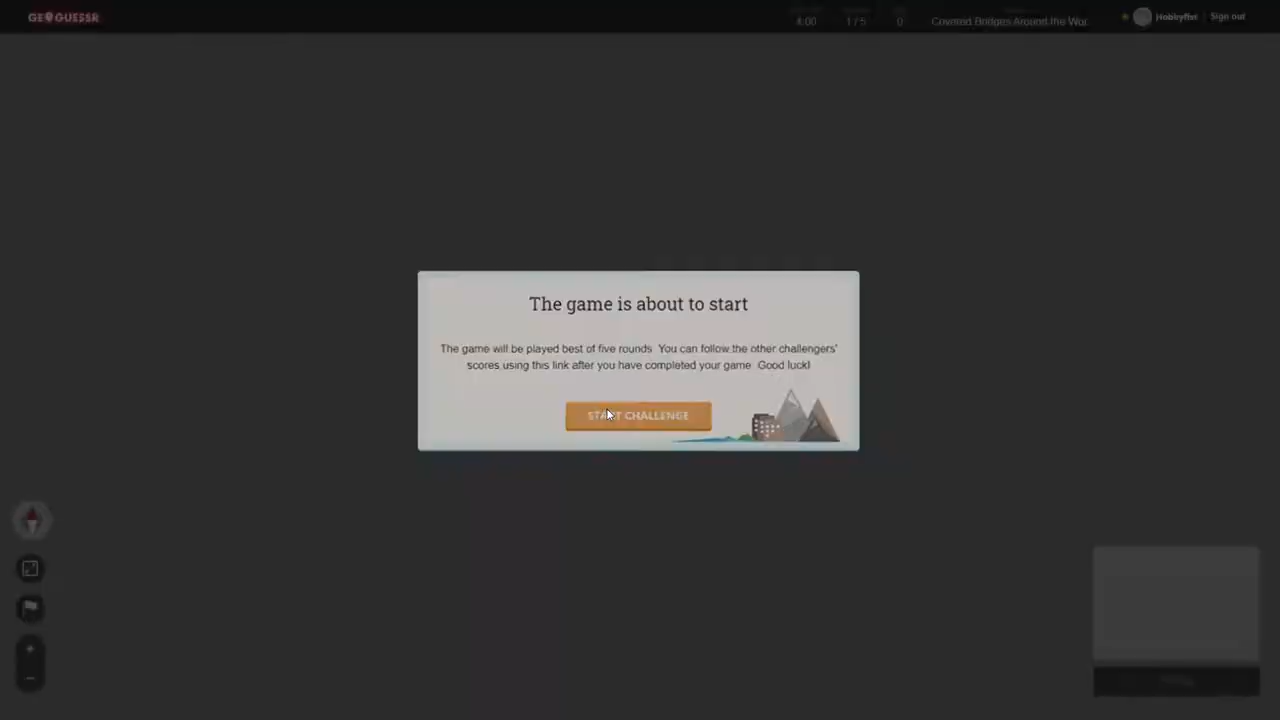 GEOGUESSR
4:00
1 / 5
0
Covered Bridges Around the Wor
Hobbyfist
Sign out
The game is about to start
The game will be played best of five rounds. You can follow the other challengers'
scores using this link after you have completed your game. Good luck!
START CHALLENGE